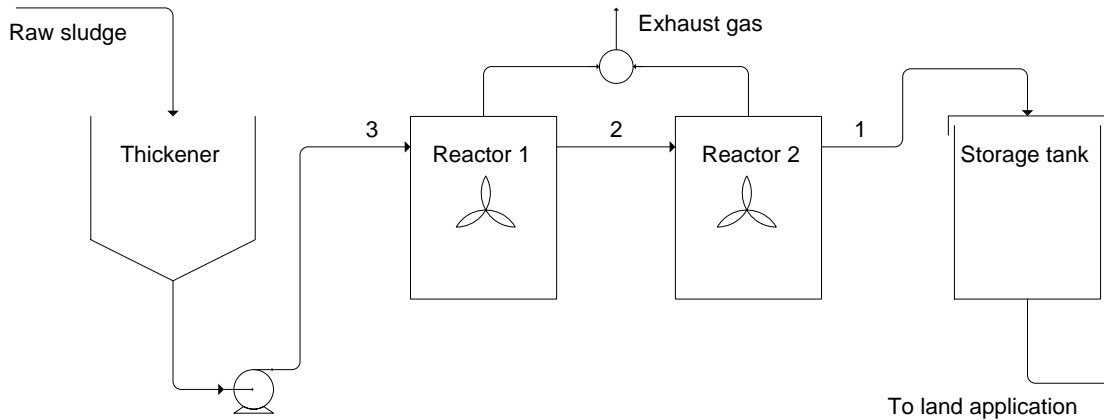 Raw sludge
Exhaust gas
Thickener
3
Reactor 1
2
Reactor 2
1
Storage tank
To land application